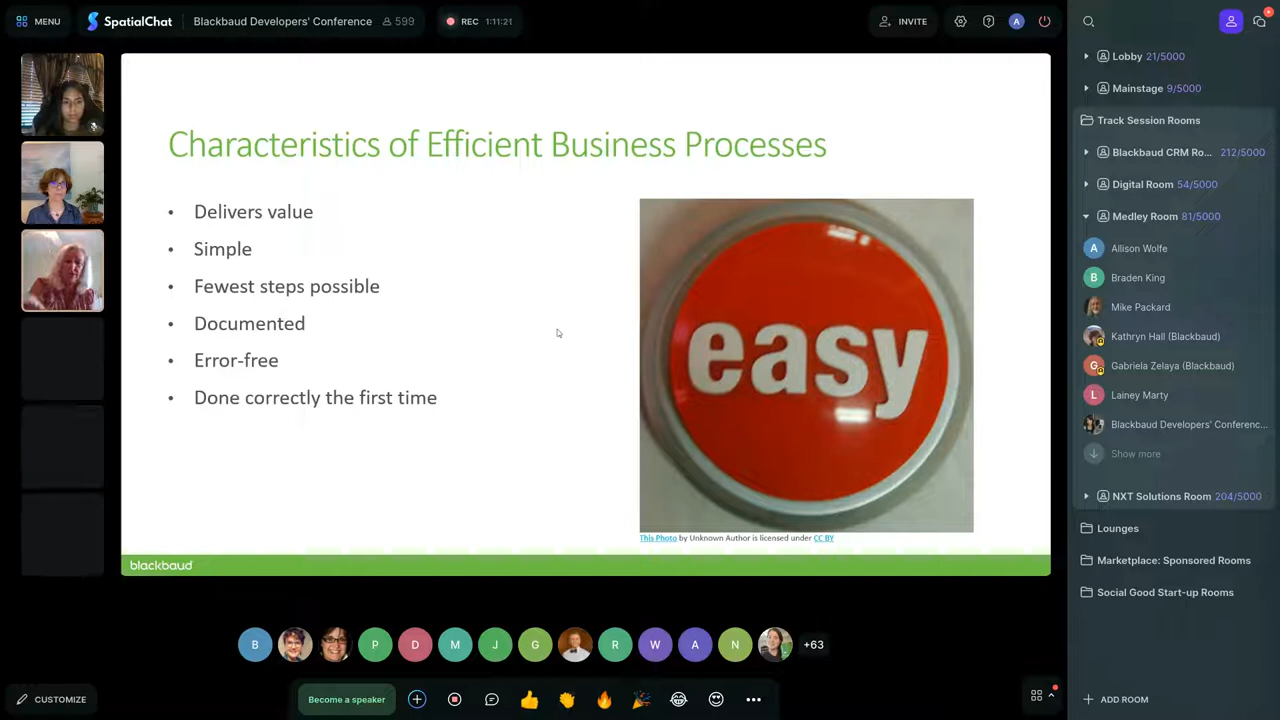 MENU
SpatialChat
Blackbaud Developers' Conference 599
REC 1:11:21
INVITE
A
Characteristics of Efficient Business Processes
• Delivers value
• Simple
• Fewest steps possible
• Documented
• Error-free
• Done correctly the first time
easy
This Photo by Unknown Author is licensed under CC BY
blackbaud
B P D M J G R W A N +63
CUSTOMIZE
Become a speaker
Lobby 21/5000
Mainstage 9/5000
Track Session Rooms
Blackbaud CRM Ro... 212/5000
Digital Room 54/5000
Medley Room 81/5000
A Allison Wolfe
B Braden King
Mike Packard
Kathryn Hall (Blackbaud)
G Gabriela Zelaya (Blackbaud)
L Lainey Marty
Blackbaud Developers' Conferenc...
Show more
NXT Solutions Room 204/5000
Lounges
Marketplace: Sponsored Rooms
Social Good Start-up Rooms
ADD ROOM